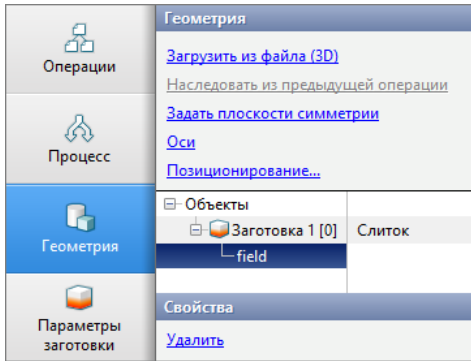 Операции
Процесс
Геометрия
Параметры
заготовки
Геометрия
Загрузить из файла (3D)
Наследовать из предыдущей операции
Задать плоскости симметрии
Оси
Позиционирование...
Объекты
Заготовка 1 [0] Слиток
field
Свойства
Удалить